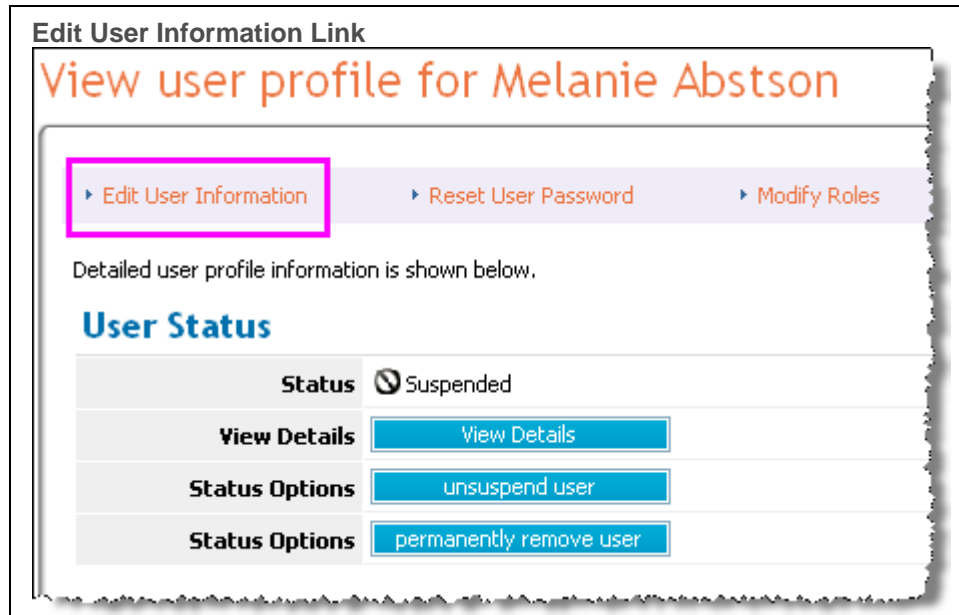 Edit User Information Link
View user profile for Melanie Abstson
Edit User Information Reset User Password Modify Roles
Detailed user profile information is shown below.
User Status
Status Suspended
View Details View Details
Status Options unsuspend user
Status Options permanently remove user